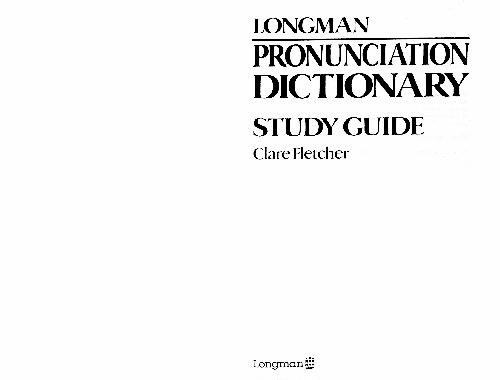 LONGMAN
PRONUNCIATION
DICTIONARY
STUDY GUIDE
Clare Fletcher
Longman